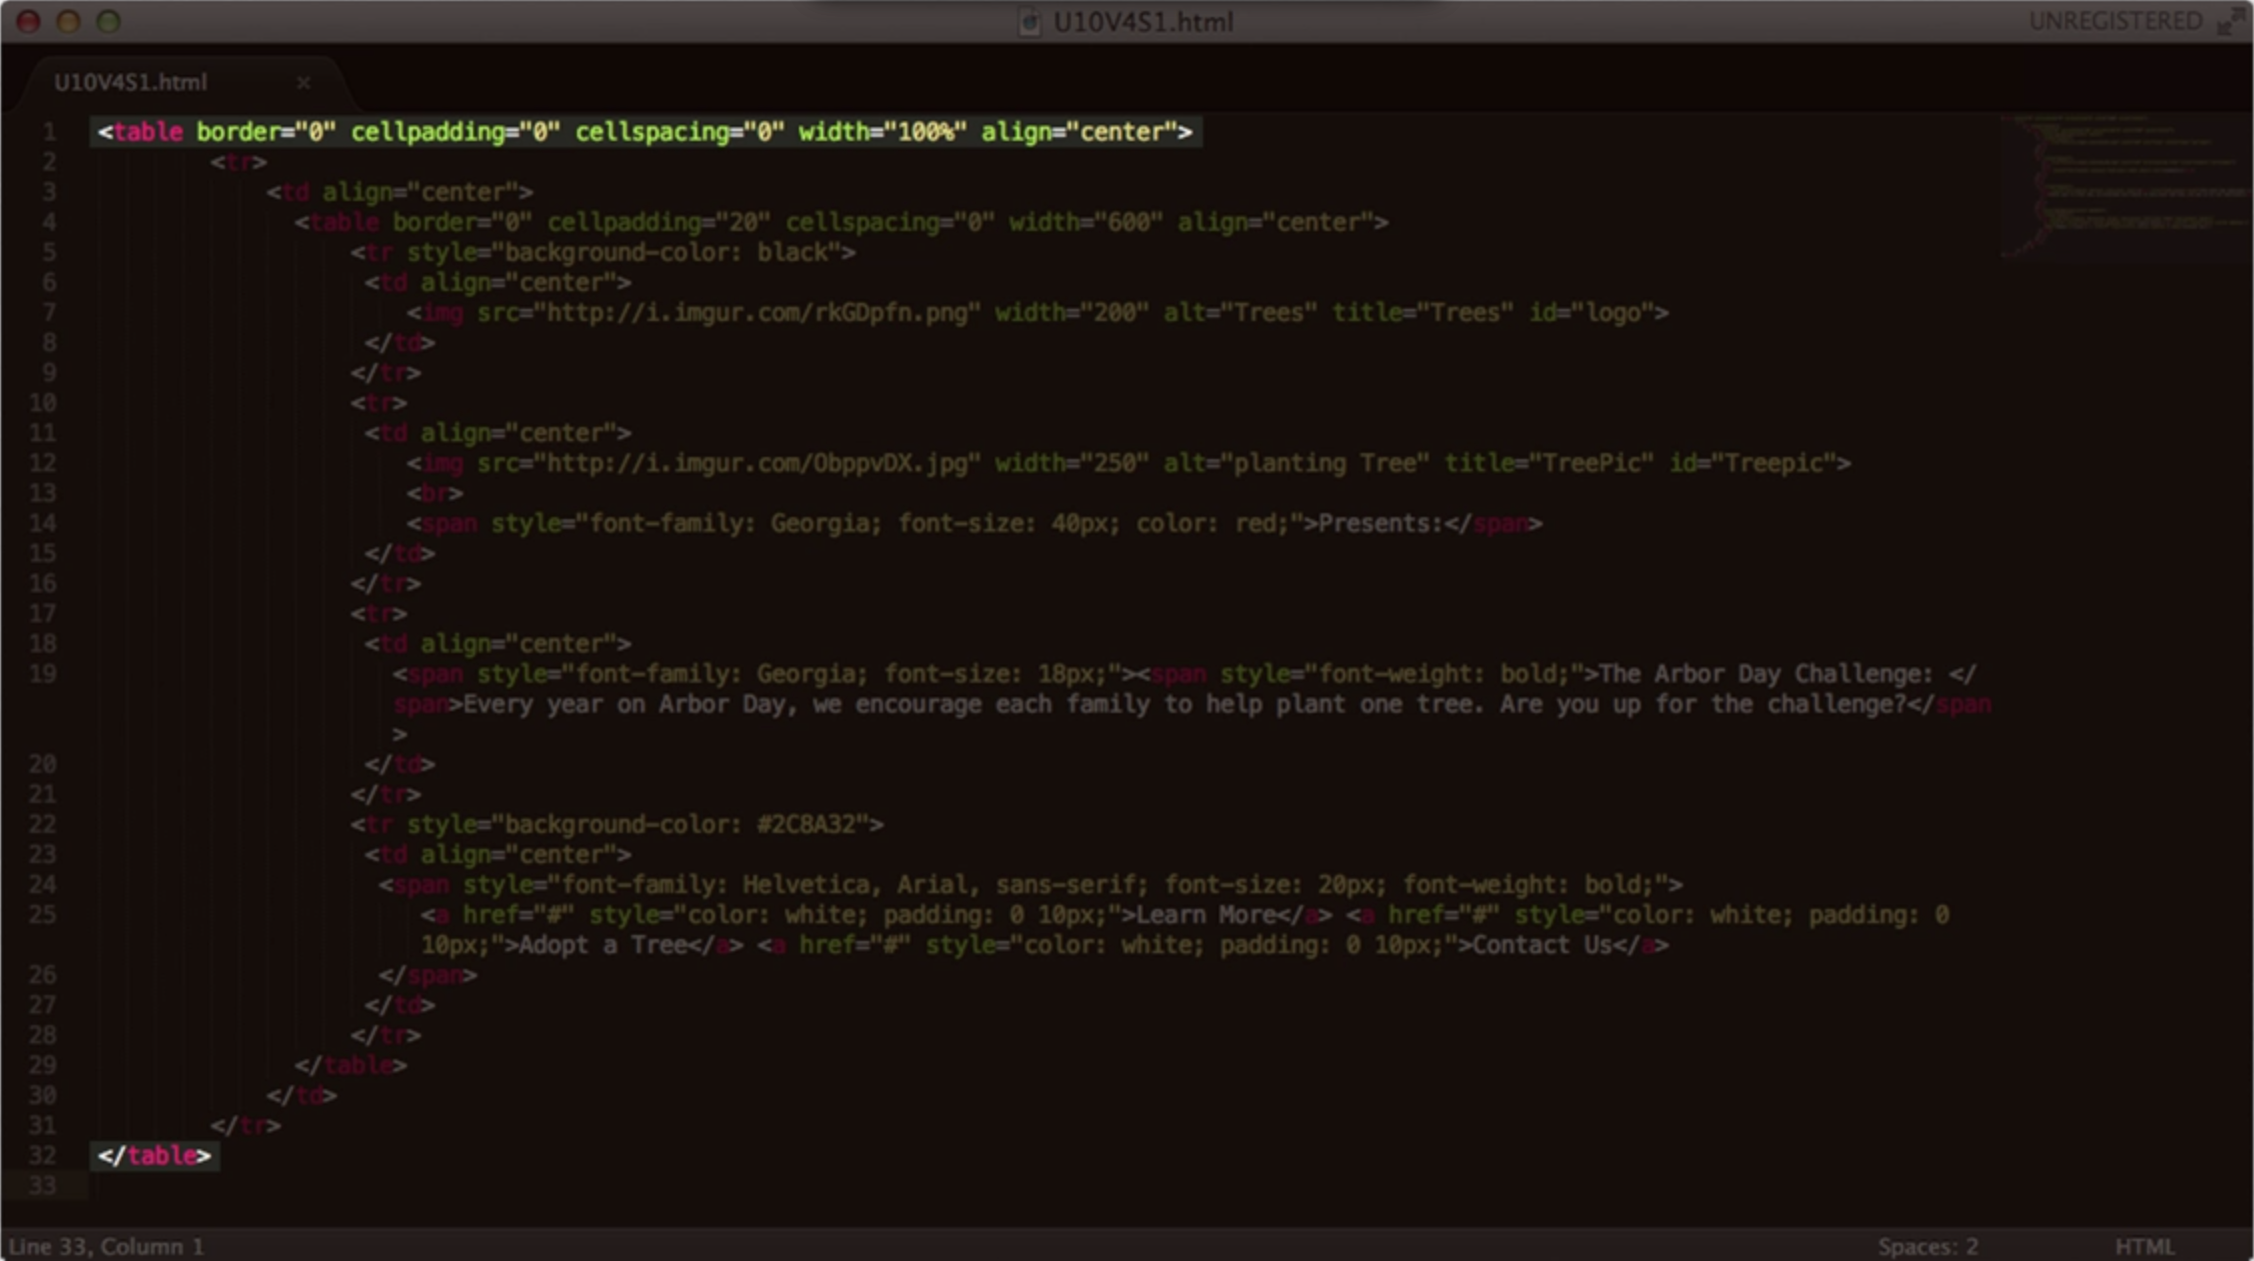 U10V4S1.html
UNREGISTERED
U10V4S1.html ×
1 <table border="0" cellpadding="0" cellspacing="0" width="100%" align="center">
2 <tr>
3 <td align="center">
4 <table border="0" cellpadding="20" cellspacing="0" width="600" align="center">
5 <tr style="background-color: black">
6 <td align="center">
7 <img src="http://i.imgur.com/rkGDpfn.png" width="200" alt="Trees" title="Trees" id="logo">
8 </td>
9 </tr>
10 <tr>
11 <td align="center">
12 <img src="http://i.imgur.com/ObppvDX.jpg" width="250" alt="planting Tree" title="TreePic" id="Treepic">
13 <br>
14 <span style="font-family: Georgia; font-size: 40px; color: red;">Presents:</span>
15 </td>
16 </tr>
17 <tr>
18 <td align="center">
19 <span style="font-family: Georgia; font-size: 18px;"><span style="font-weight: bold;">The Arbor Day Challenge: </
span>Every year on Arbor Day, we encourage each family to help plant one tree. Are you up for the challenge?</span
>
20 </td>
21 </tr>
22 <tr style="background-color: #2C8A32">
23 <td align="center">
24 <span style="font-family: Helvetica, Arial, sans-serif; font-size: 20px; font-weight: bold;">
25 <a href="#" style="color: white; padding: 0 10px;">Learn More</a> <a href="#" style="color: white; padding: 0
10px;">Adopt a Tree</a> <a href="#" style="color: white; padding: 0 10px;">Contact Us</a>
26 </span>
27 </td>
28 </tr>
29 </table>
30 </td>
31 </tr>
32 </table>
33
Line 33, Column 1
Spaces: 2
HTML